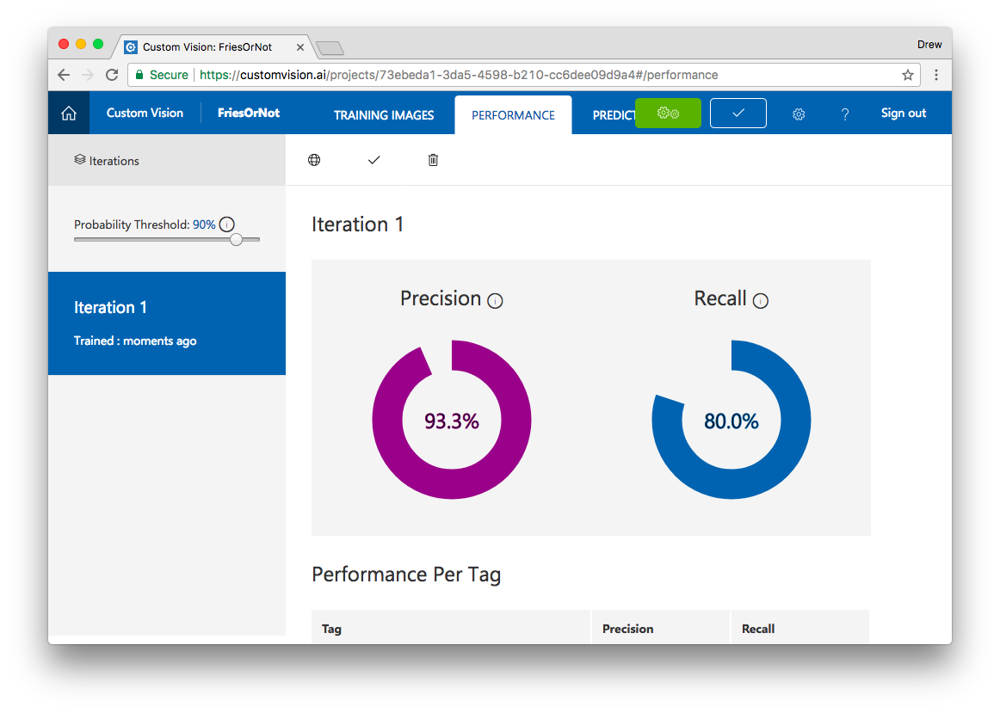 Custom Vision: FriesOrNot
Drew
Secure https://customvision.ai/projects/73ebeda1-3da5-4598-b210-cc6dee09d9a4#/performance
Custom Vision FriesOrNot TRAINING IMAGES PERFORMANCE PREDICT ? Sign out
Iterations
Probability Threshold: 90%
Iteration 1
Trained : moments ago
Iteration 1
Precision Recall
93.3% 80.0%
Performance Per Tag
Tag Precision Recall